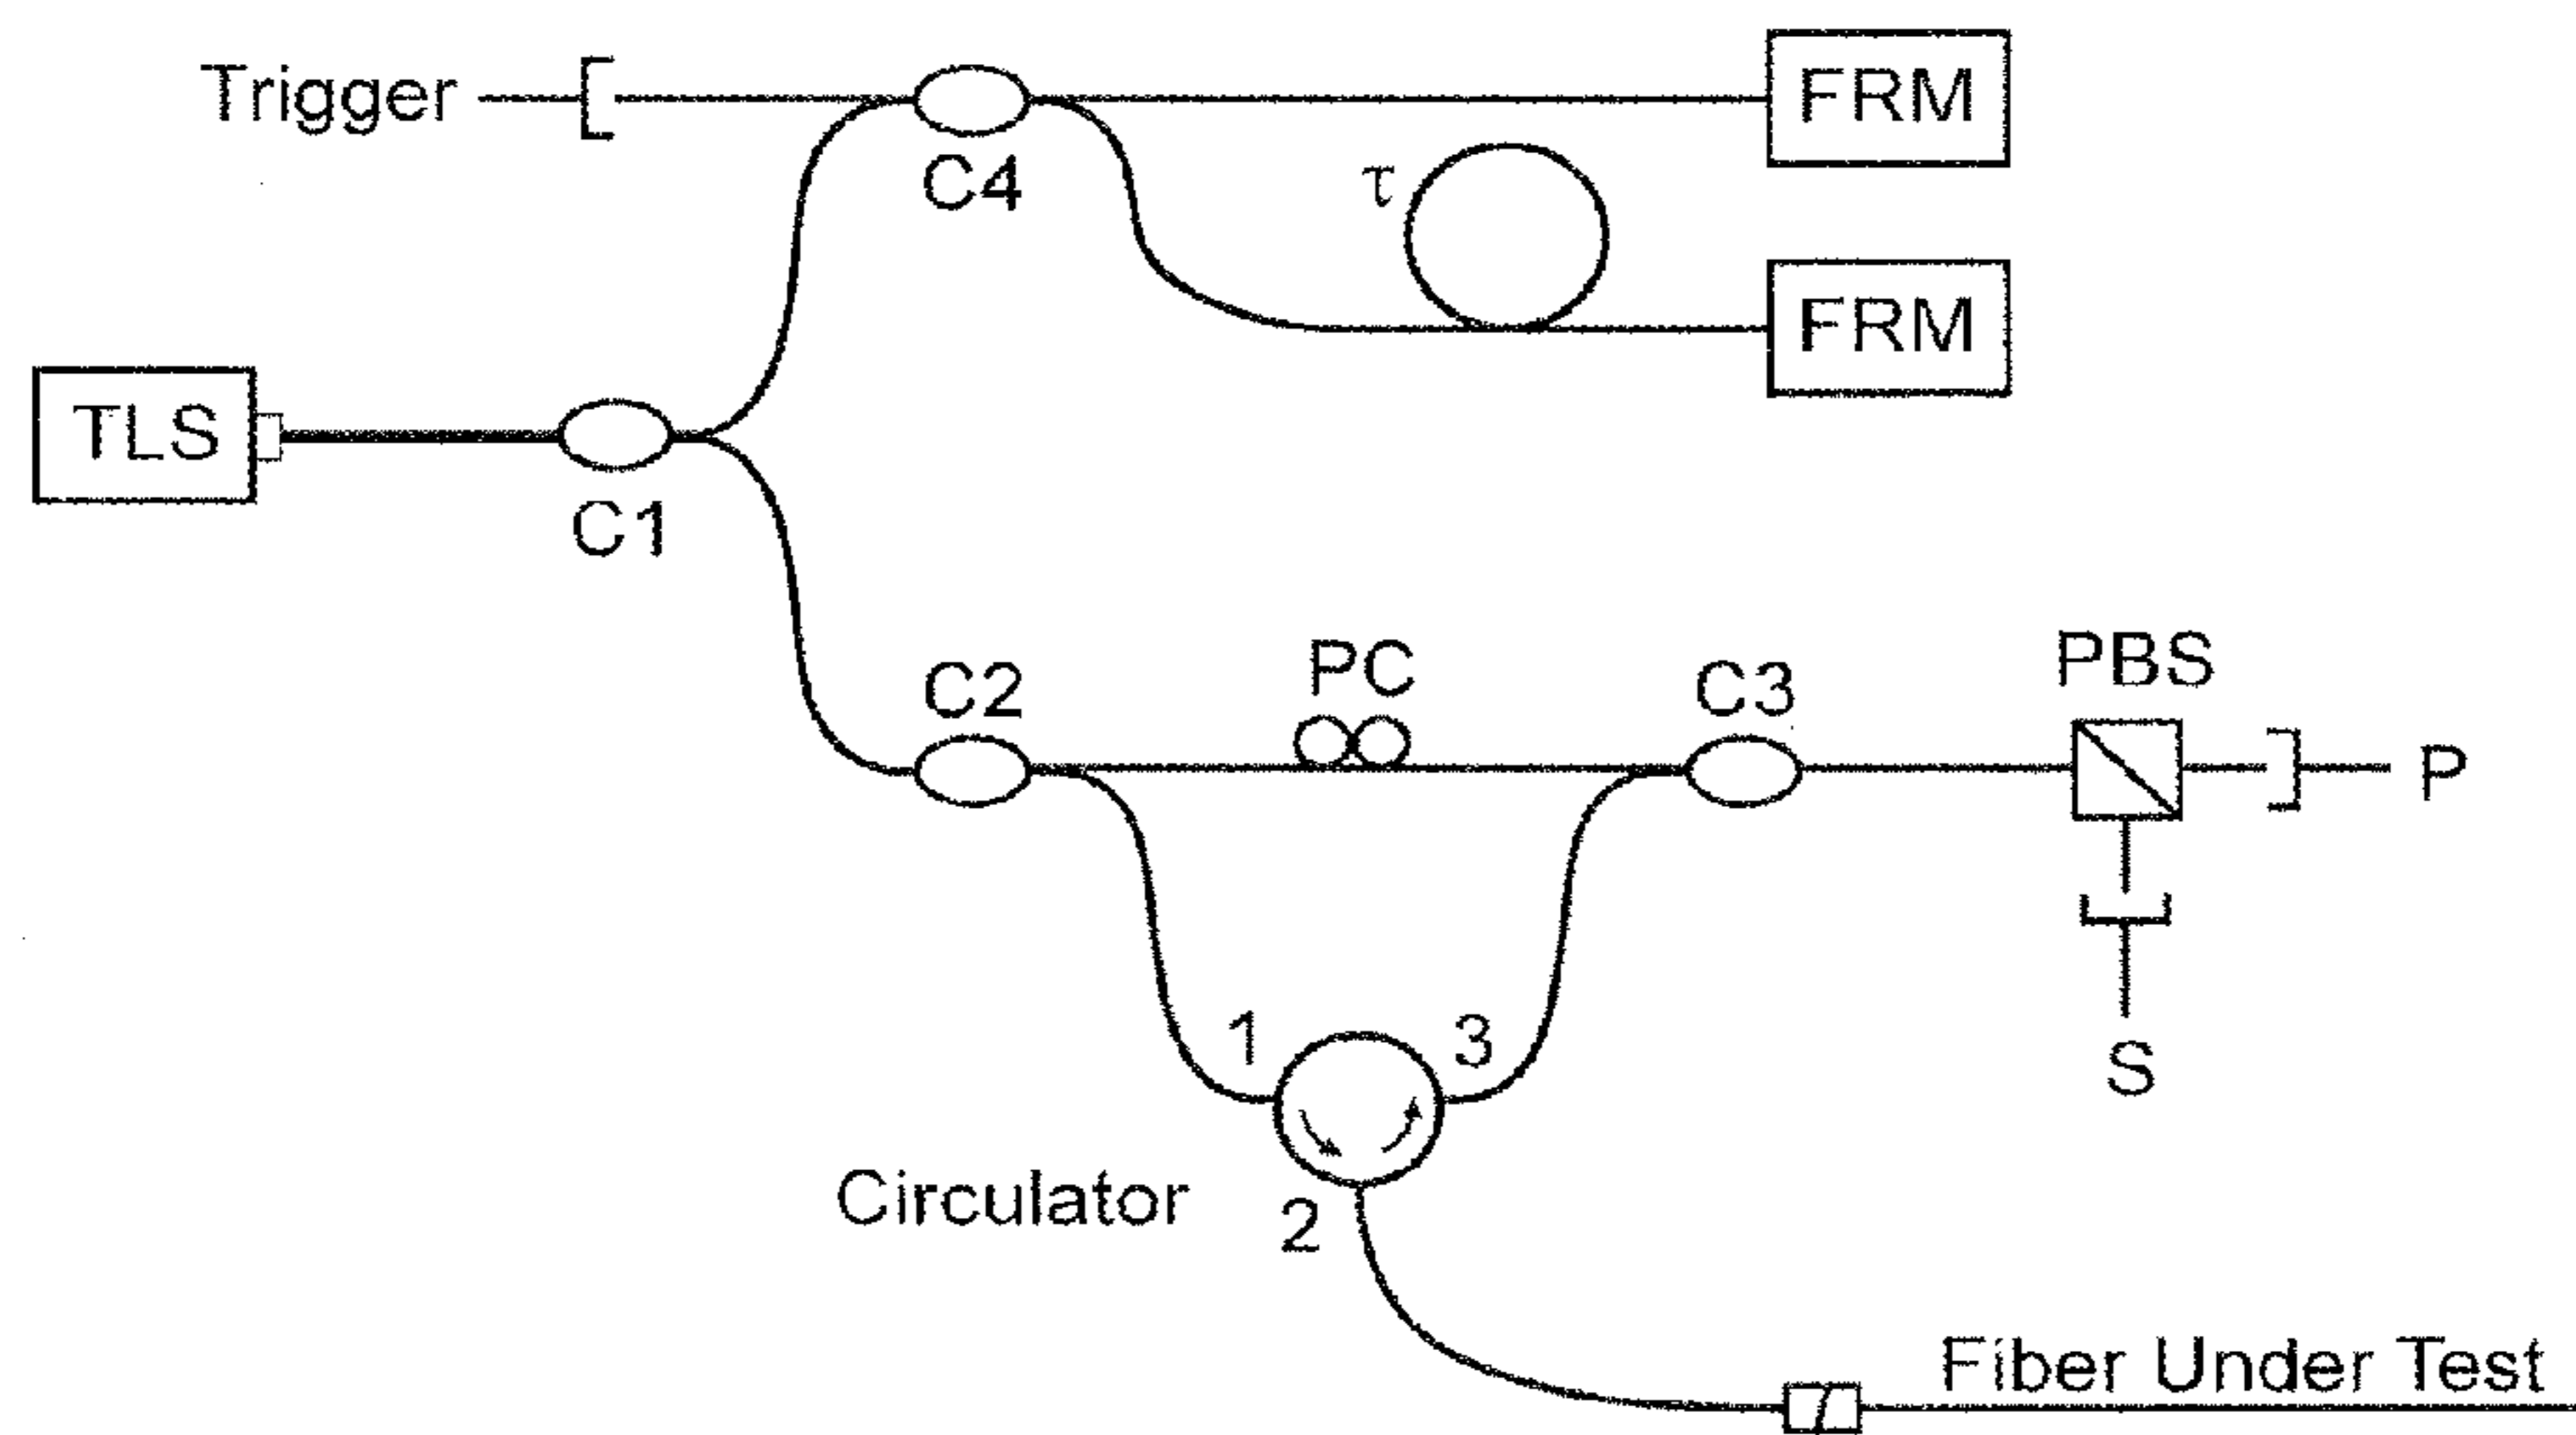 Trigger
C4
FRM
τ
FRM
TLS
C1
C2
PC
C3
PBS
P
S
1
3
Circulator
2
Fiber Under Test